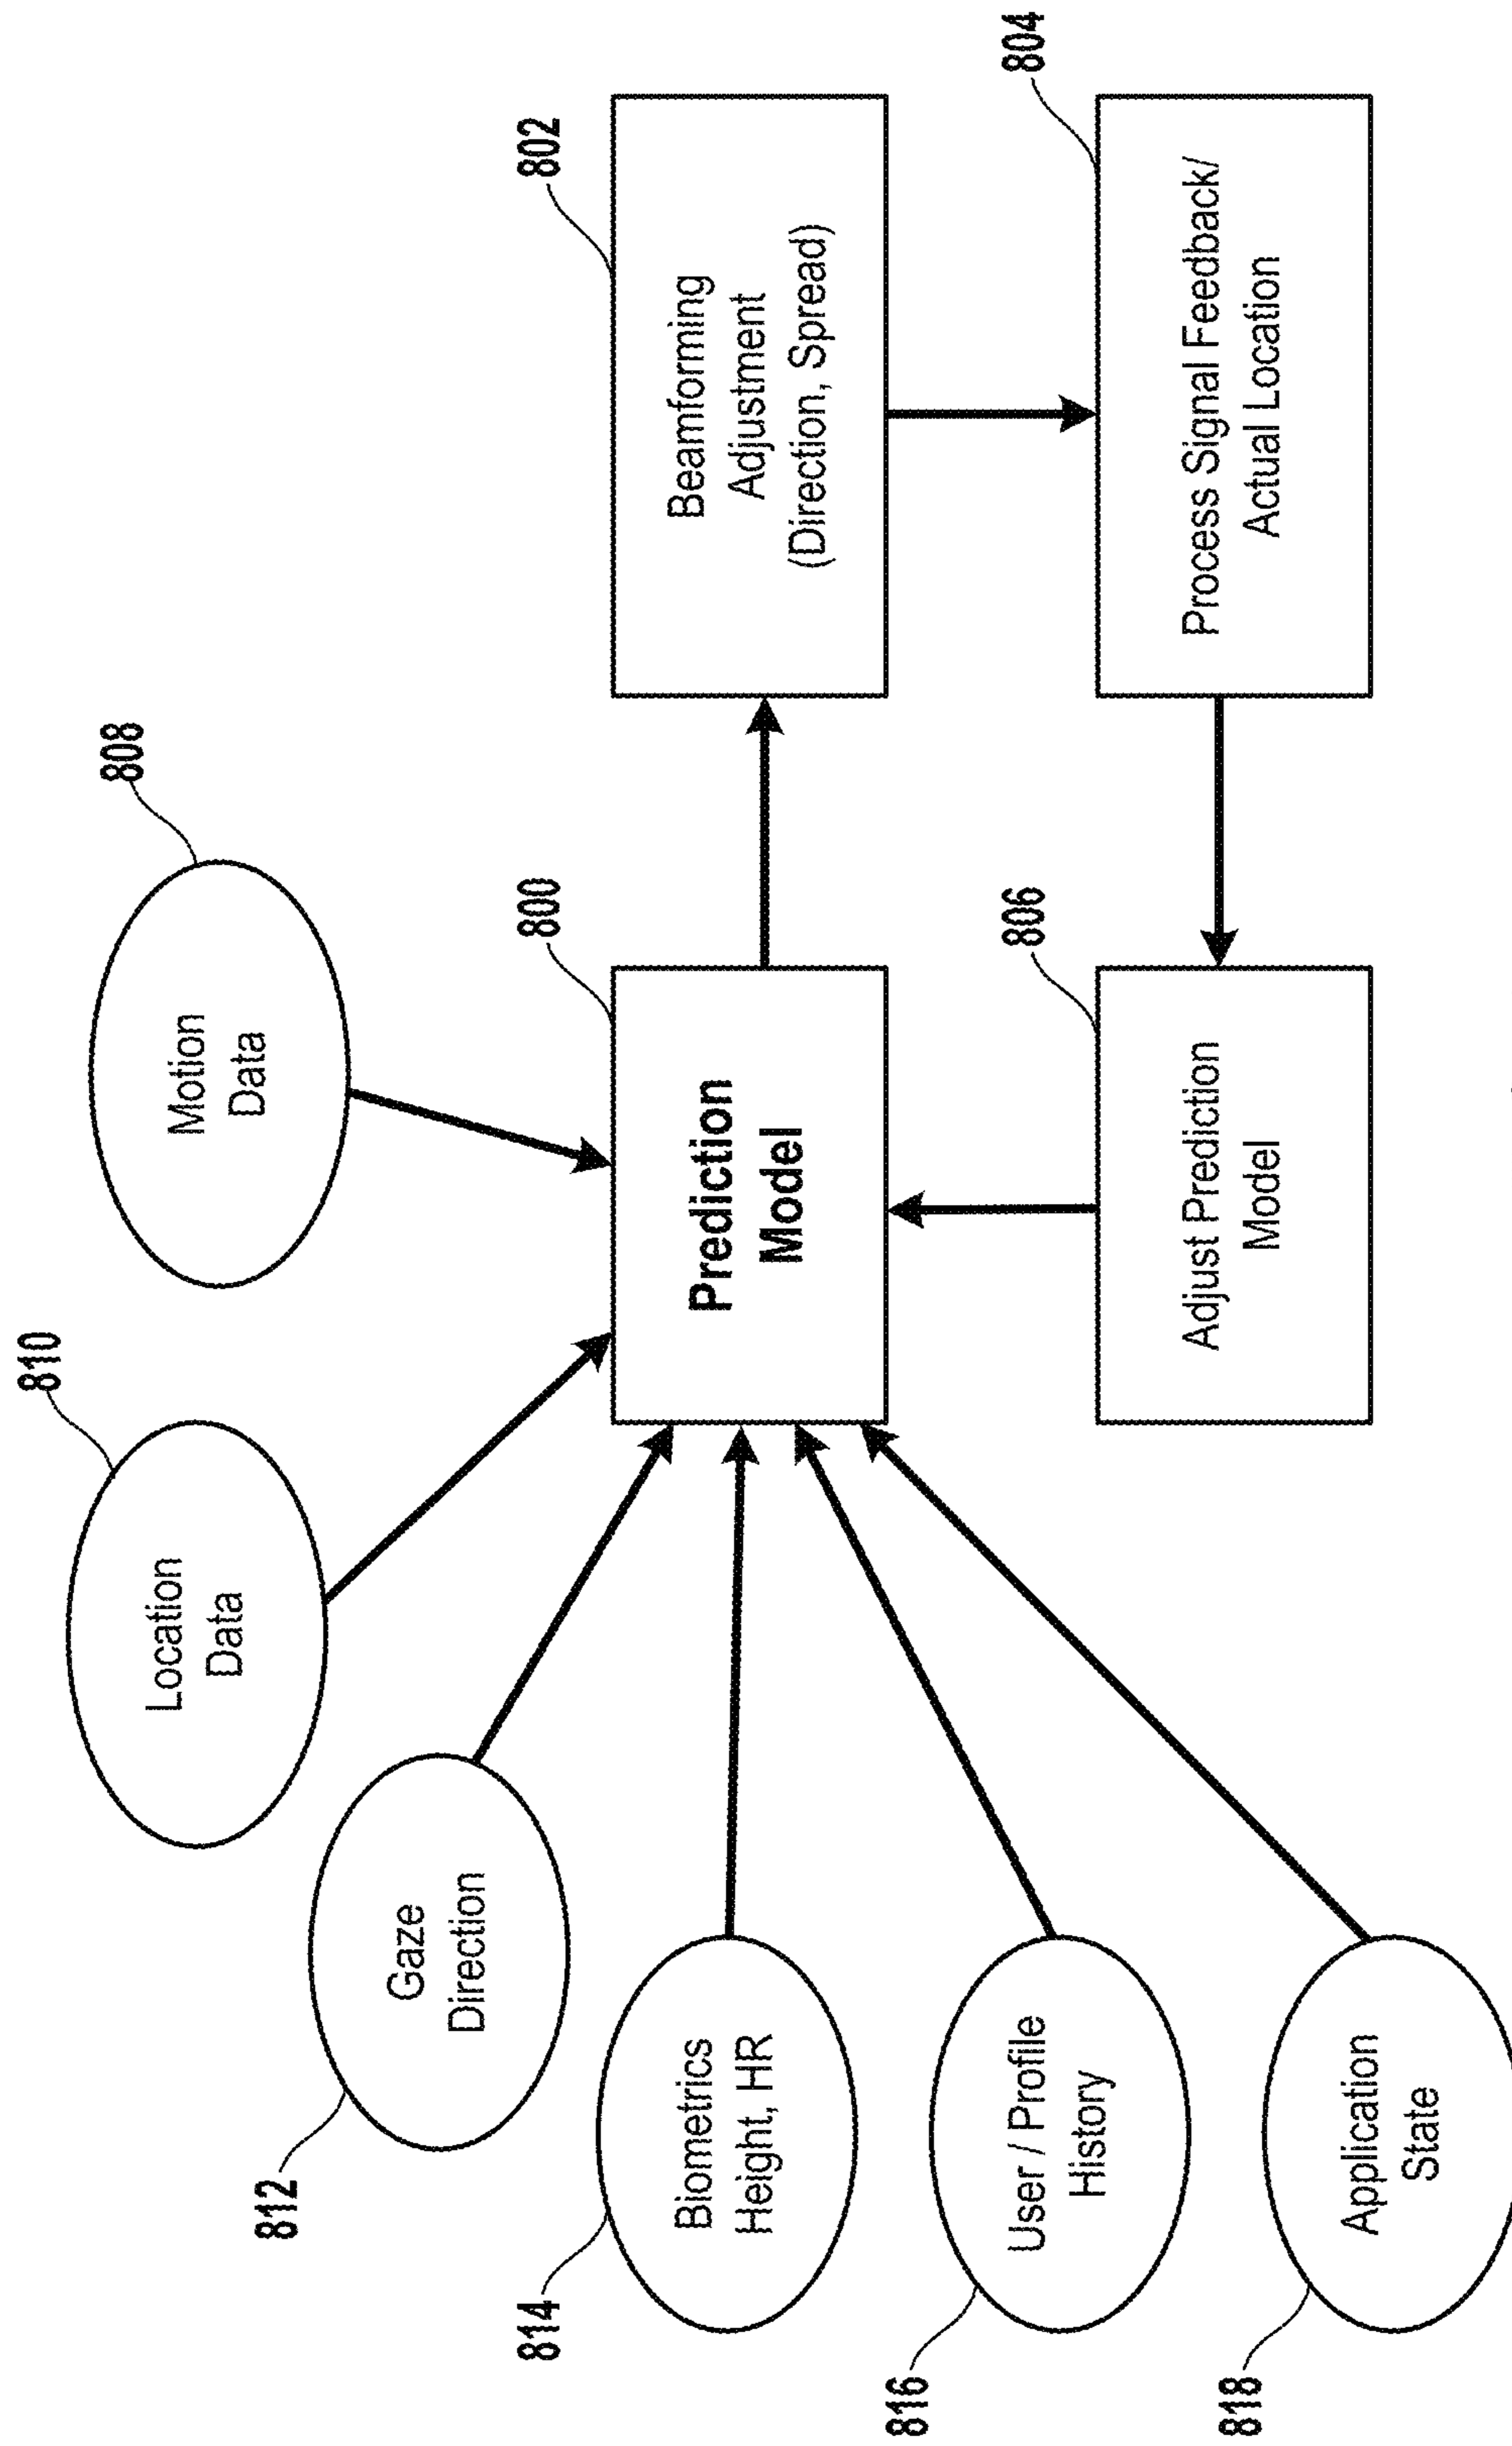 808
Motion
Data
810
Location
Data
812
Gaze
Direction
814
Biometrics
Height, HR
816
User / Profile
History
818
Application
State
800
Prediction
Model
802
Beamforming
Adjustment
(Direction, Spread)
804
Process Signal Feedback/
Actual Location
806
Adjust Prediction
Model